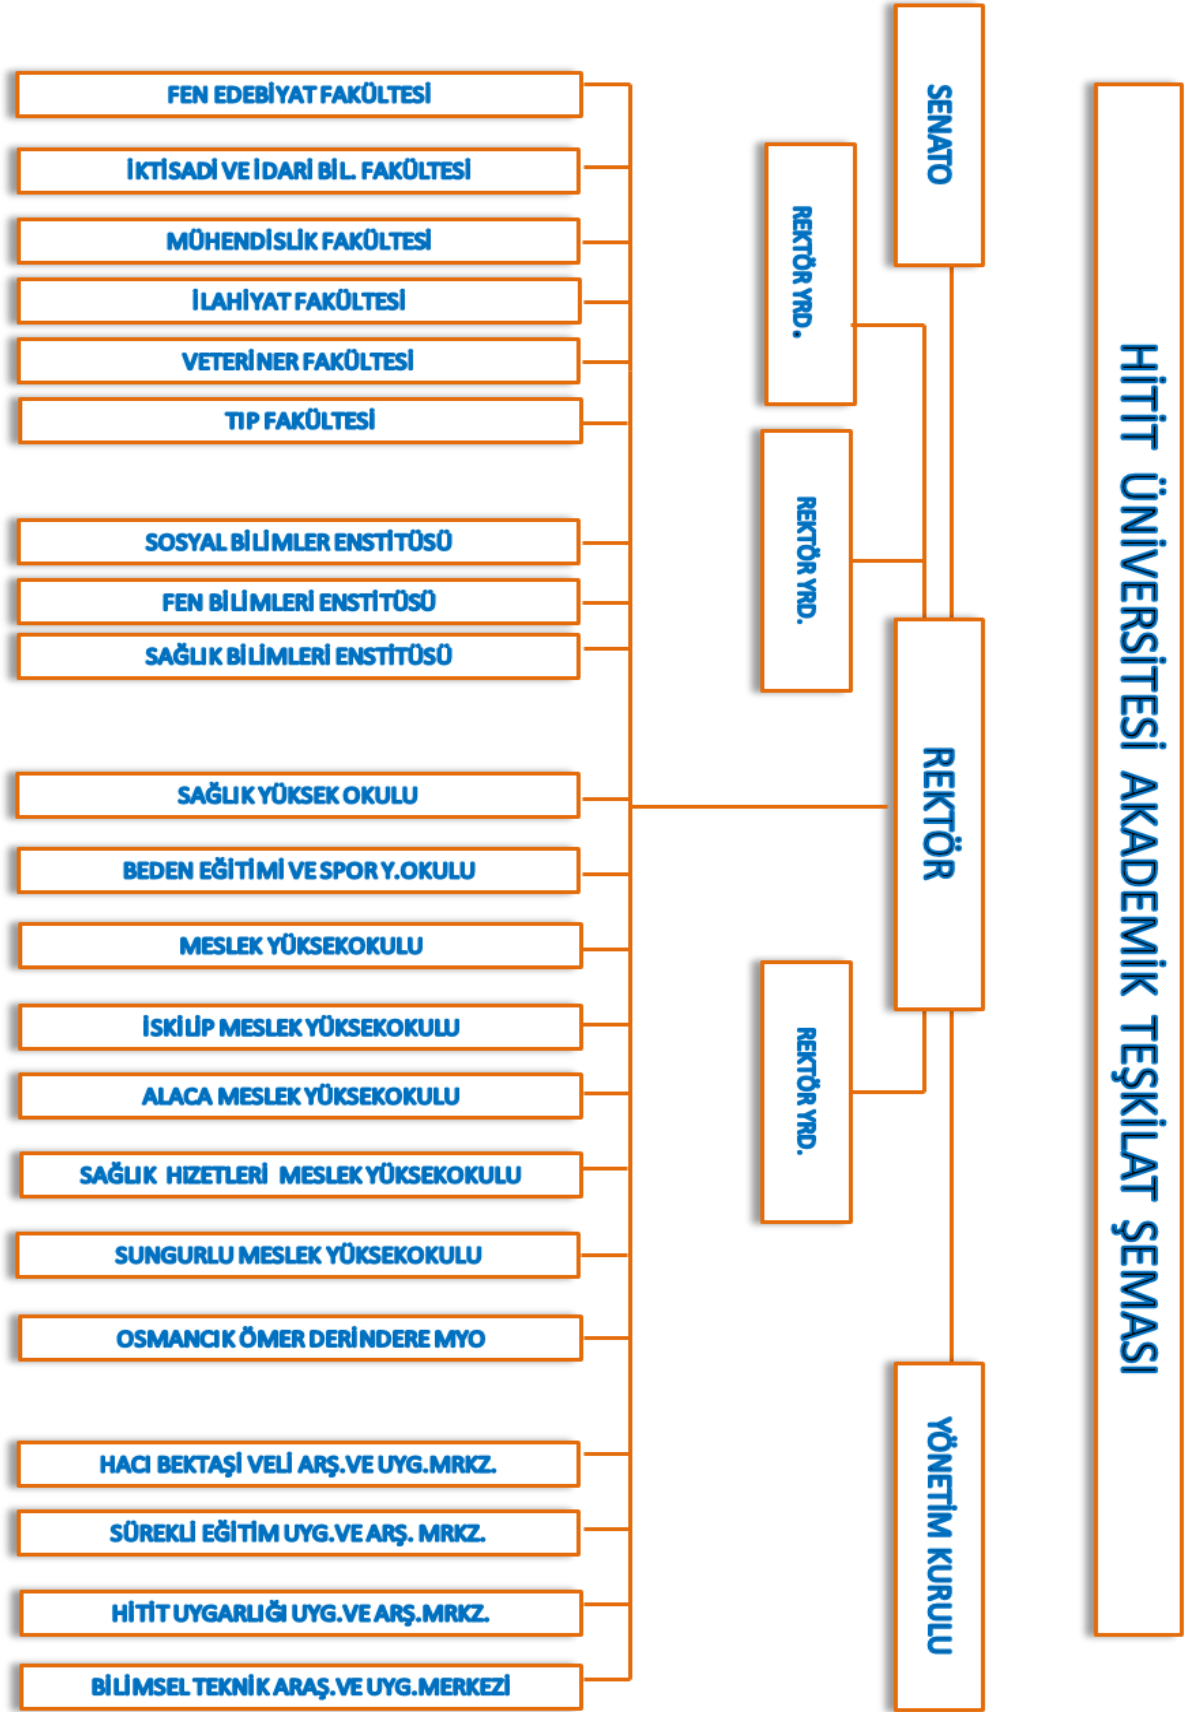 HİTİT ÜNİVERSİTESİ AKADEMİK TEŞKİLAT ŞEMASI
SENATO
REKTÖR
YÖNETİM KURULU
REKTÖR YRD.
REKTÖR YRD.
REKTÖR YRD.
FEN EDEBİYAT FAKÜLTESİ
İKTİSADİ VE İDARİ BİL. FAKÜLTESİ
MÜHENDİSLİK FAKÜLTESİ
İLAHİYAT FAKÜLTESİ
VETERİNER FAKÜLTESİ
TIP FAKÜLTESİ
SOSYAL BİLİMLER ENSTİTÜSÜ
FEN BİLİMLERİ ENSTİTÜSÜ
SAĞLIK BİLİMLERİ ENSTİTÜSÜ
SAĞLIK YÜKSEK OKULU
BEDEN EĞİTİMİ VE SPOR Y.OKULU
MESLEK YÜKSEKOKULU
İSKİLİP MESLEK YÜKSEKOKULU
ALACA MESLEK YÜKSEKOKULU
SAĞLIK HIZETLERİ MESLEK YÜKSEKOKULU
SUNGURLU MESLEK YÜKSEKOKULU
OSMANCIK ÖMER DERİNDERE MYO
HACI BEKTAŞİ VELİ ARŞ.VE UYG.MRKZ.
SÜREKLİ EĞİTİM UYG.VE ARŞ. MRKZ.
HİTİT UYGARLIĞI UYG.VE ARŞ.MRKZ.
BİLİMSEL TEKNİK ARAŞ.VE UYG.MERKEZİ